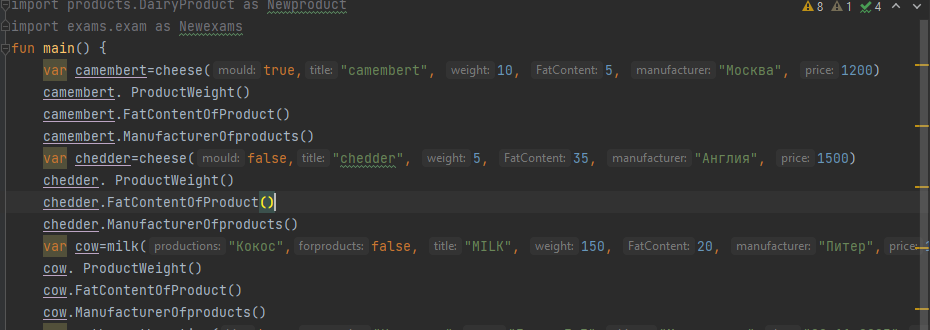 import products.DairyProduct as Newproduct
8 1 4
import exams.exam as Newexams
fun main() {
var camembert=cheese( mould: true, title: "camembert", weight: 10, FatContent: 5, manufacturer: "Москва", price: 1200)
camembert. ProductWeight()
camembert.FatContentOfProduct()
camembert.ManufacturerOfproducts()
var chedder=cheese( mould: false, title: "chedder", weight: 5, FatContent: 35, manufacturer: "Англия", price: 1500)
chedder. ProductWeight()
chedder.FatContentOfProduct()
chedder.ManufacturerOfproducts()
var cow=milk( productions: "Кокос", forproducts: false, title: "MILK", weight: 150, FatContent: 20, manufacturer: "Питер",
cow. ProductWeight()
cow.FatContentOfProduct()
cow.ManufacturerOfproducts()